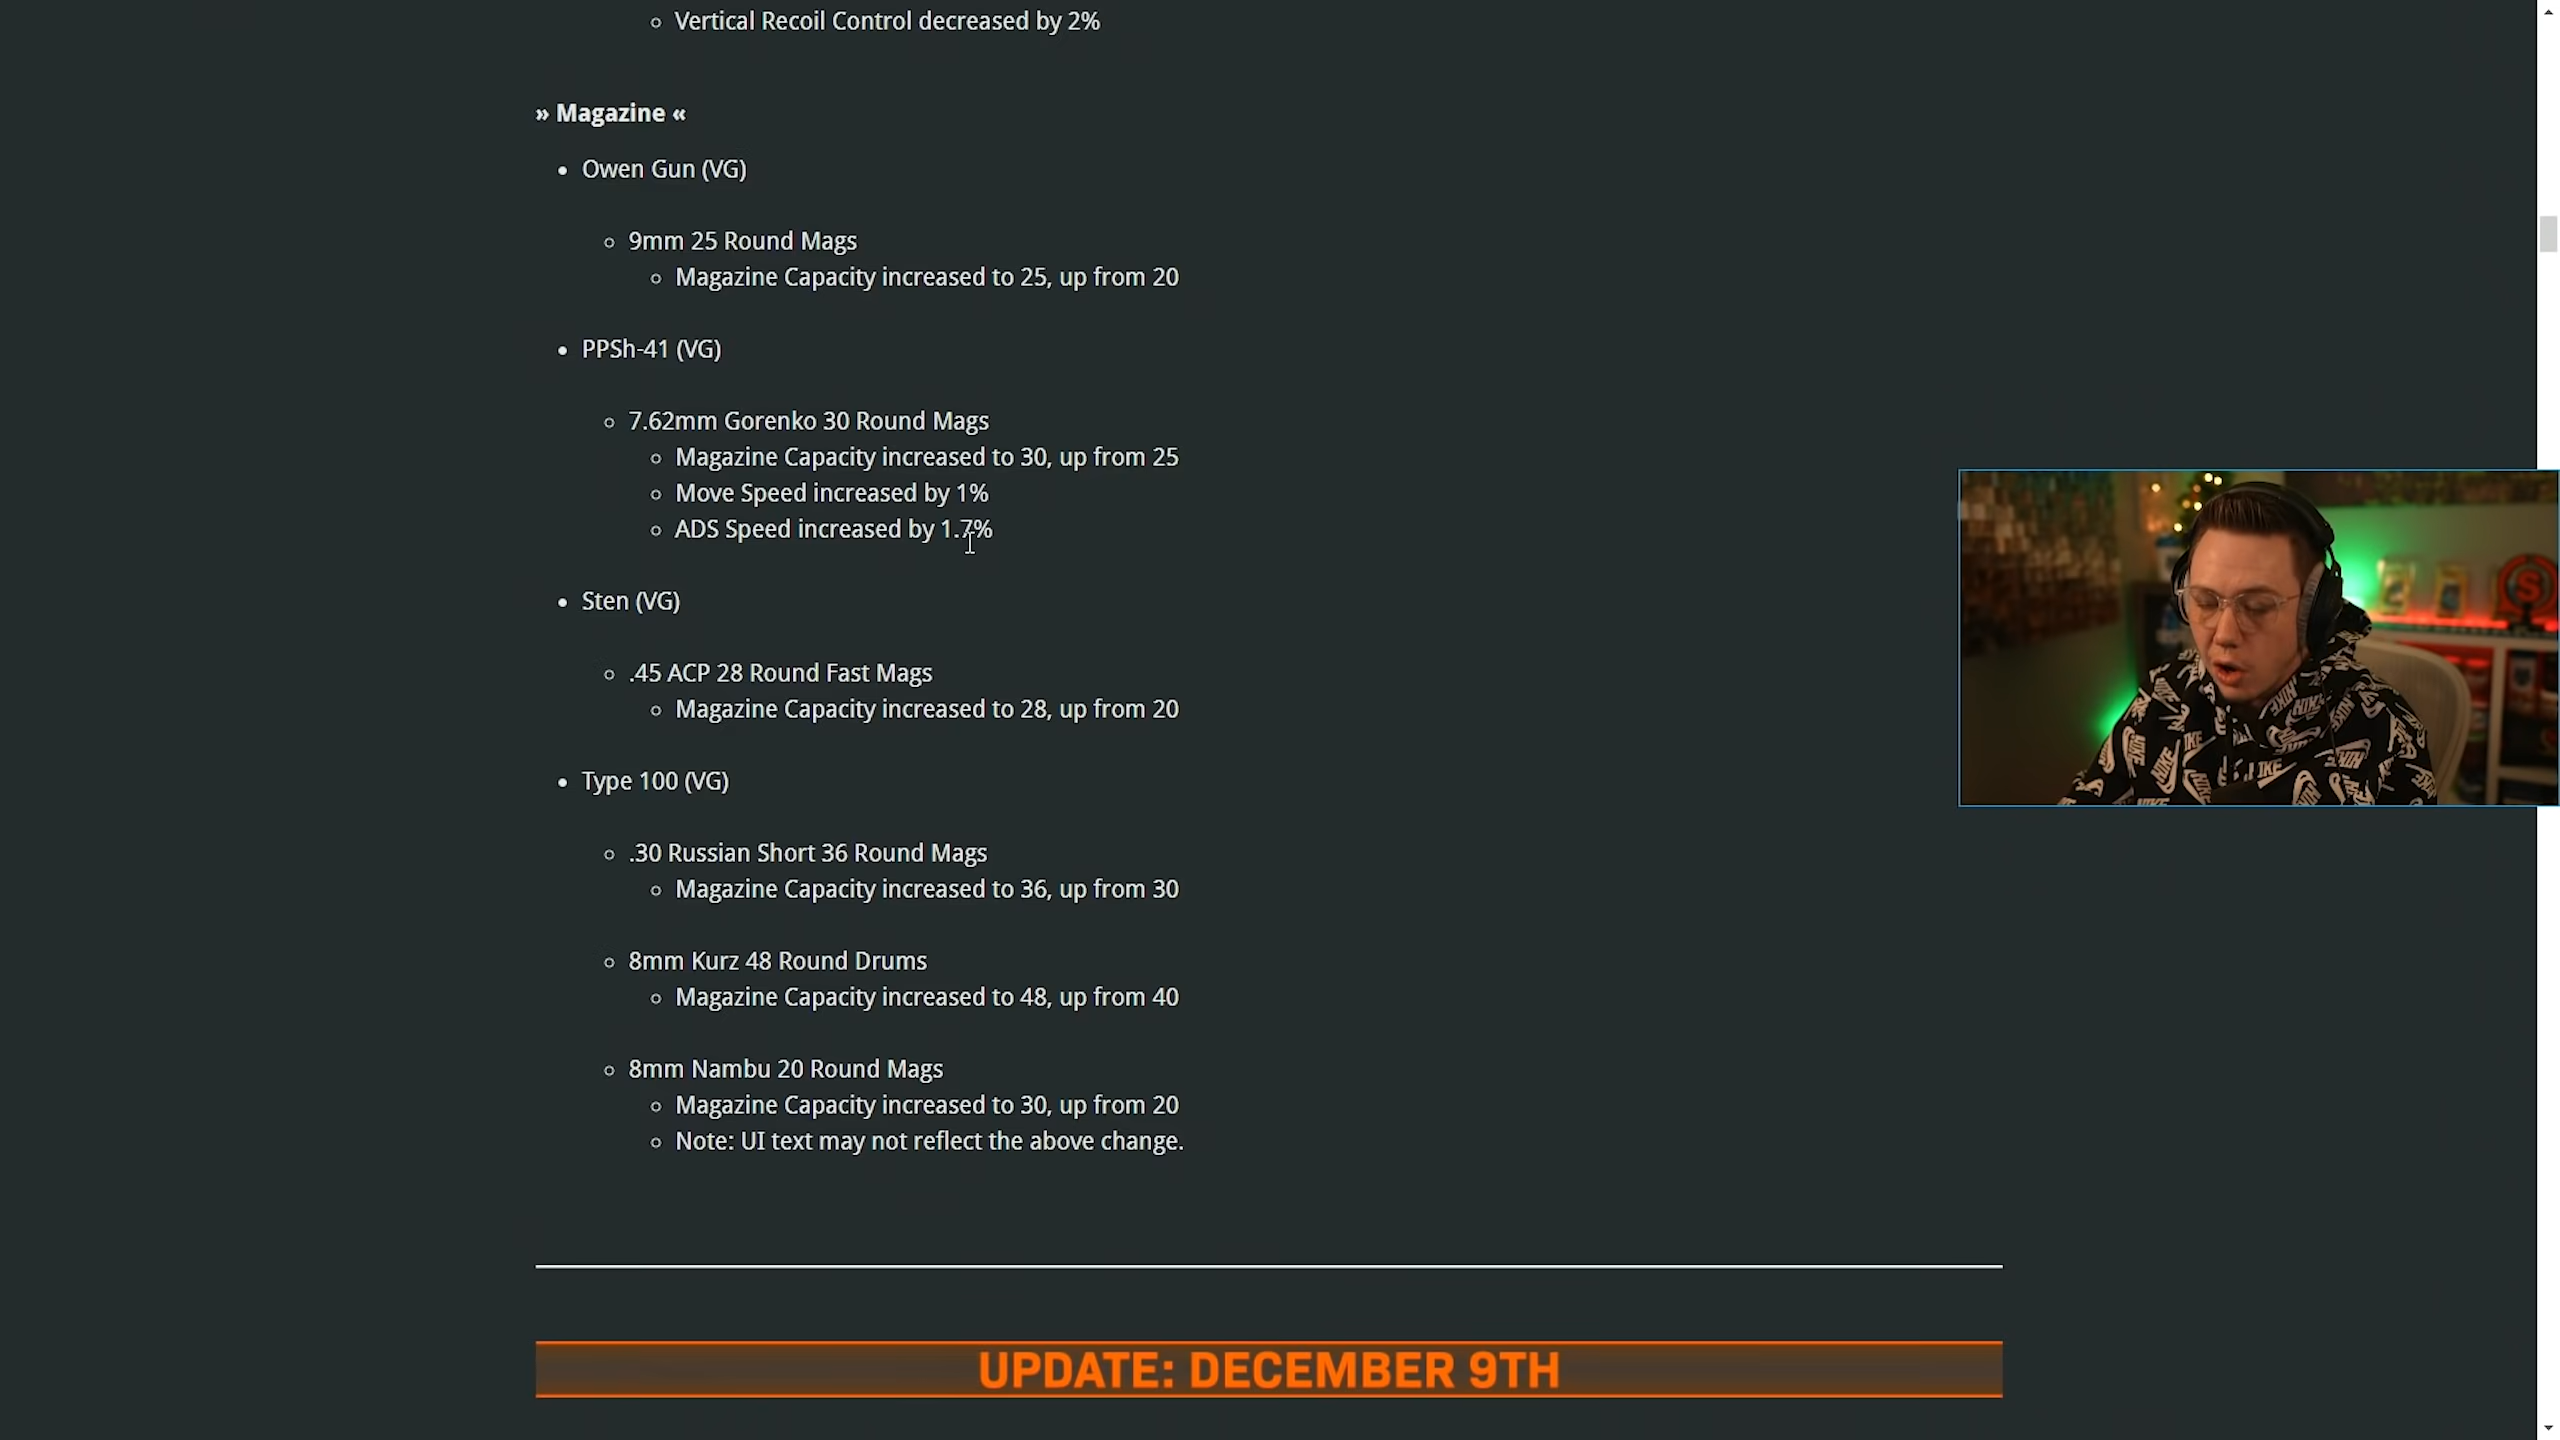 Vertical Recoil Control decreased by 2%
» Magazine «
Owen Gun (VG)
9mm 25 Round Mags
Magazine Capacity increased to 25, up from 20
PPSh-41 (VG)
7.62mm Gorenko 30 Round Mags
Magazine Capacity increased to 30, up from 25
Move Speed increased by 1%
ADS Speed increased by 1.7%
Sten (VG)
.45 ACP 28 Round Fast Mags
Magazine Capacity increased to 28, up from 20
Type 100 (VG)
.30 Russian Short 36 Round Mags
Magazine Capacity increased to 36, up from 30
8mm Kurz 48 Round Drums
Magazine Capacity increased to 48, up from 40
8mm Nambu 20 Round Mags
Magazine Capacity increased to 30, up from 20
Note: UI text may not reflect the above change.
UPDATE: DECEMBER 9TH
S
NIKE